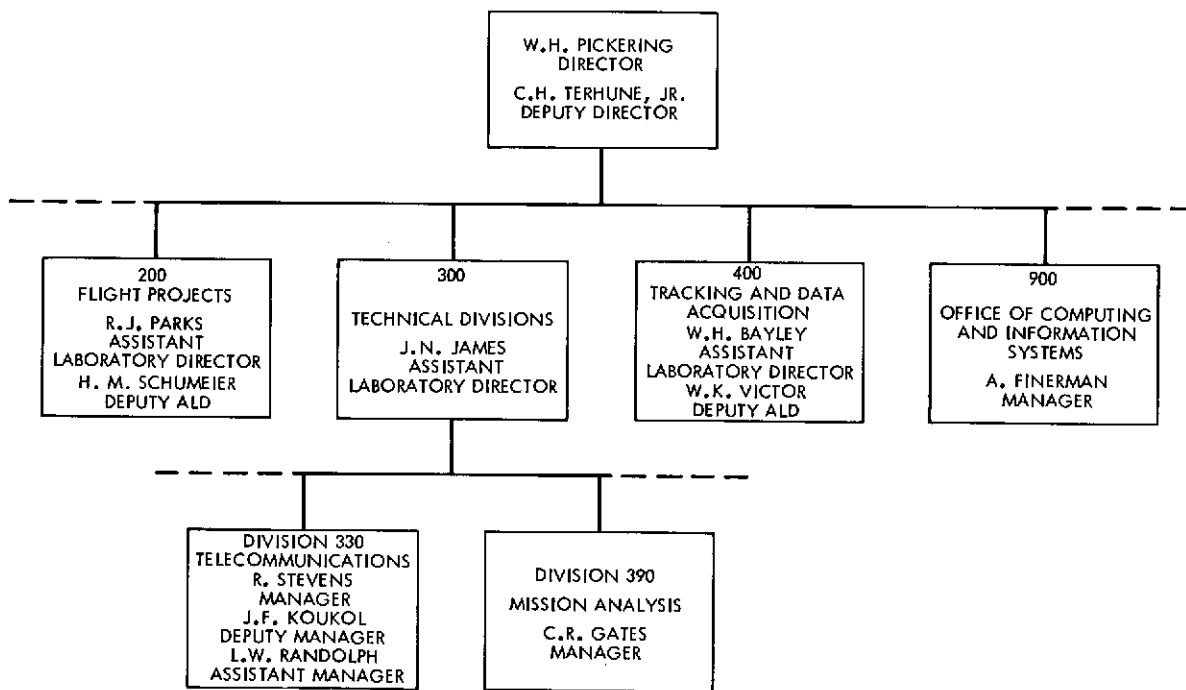 W.H. PICKERING
DIRECTOR
C.H. TERHUNE, JR.
DEPUTY DIRECTOR
200
FLIGHT PROJECTS
R.J. PARKS
ASSISTANT
LABORATORY DIRECTOR
H. M. SCHUMEIER
DEPUTY ALD
300
TECHNICAL DIVISIONS
J.N. JAMES
ASSISTANT
LABORATORY DIRECTOR
400
TRACKING AND DATA
ACQUISITION
W.H. BAYLEY
ASSISTANT
LABORATORY DIRECTOR
W.K. VICTOR
DEPUTY ALD
900
OFFICE OF COMPUTING
AND INFORMATION
SYSTEMS
A. FINERMAN
MANAGER
DIVISION 330
TELECOMMUNICATIONS
R. STEVENS
MANAGER
J.F. KOUKOL
DEPUTY MANAGER
L.W. RANDOLPH
ASSISTANT MANAGER
DIVISION 390
MISSION ANALYSIS
C.R. GATES
MANAGER